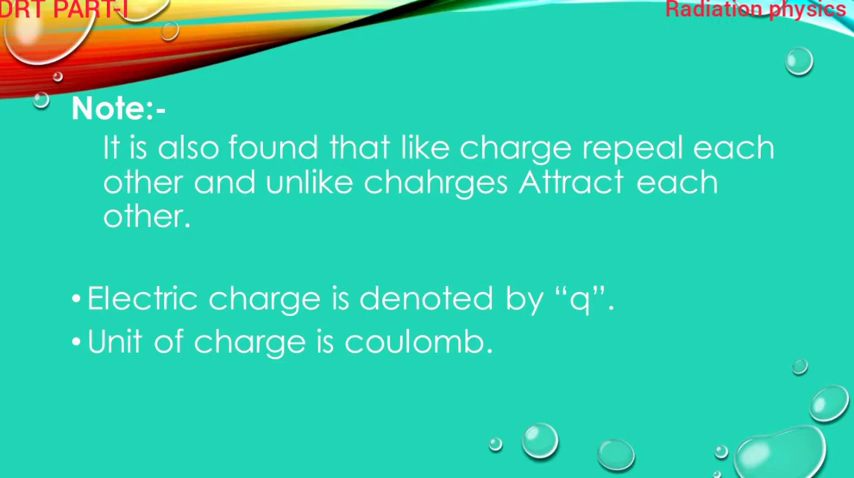 DRT PART-I
Radiation physics
Note:-
It is also found that like charge repeal each
other and unlike chahrges Attract each
other.
• Electric charge is denoted by “q”.
• Unit of charge is coulomb.